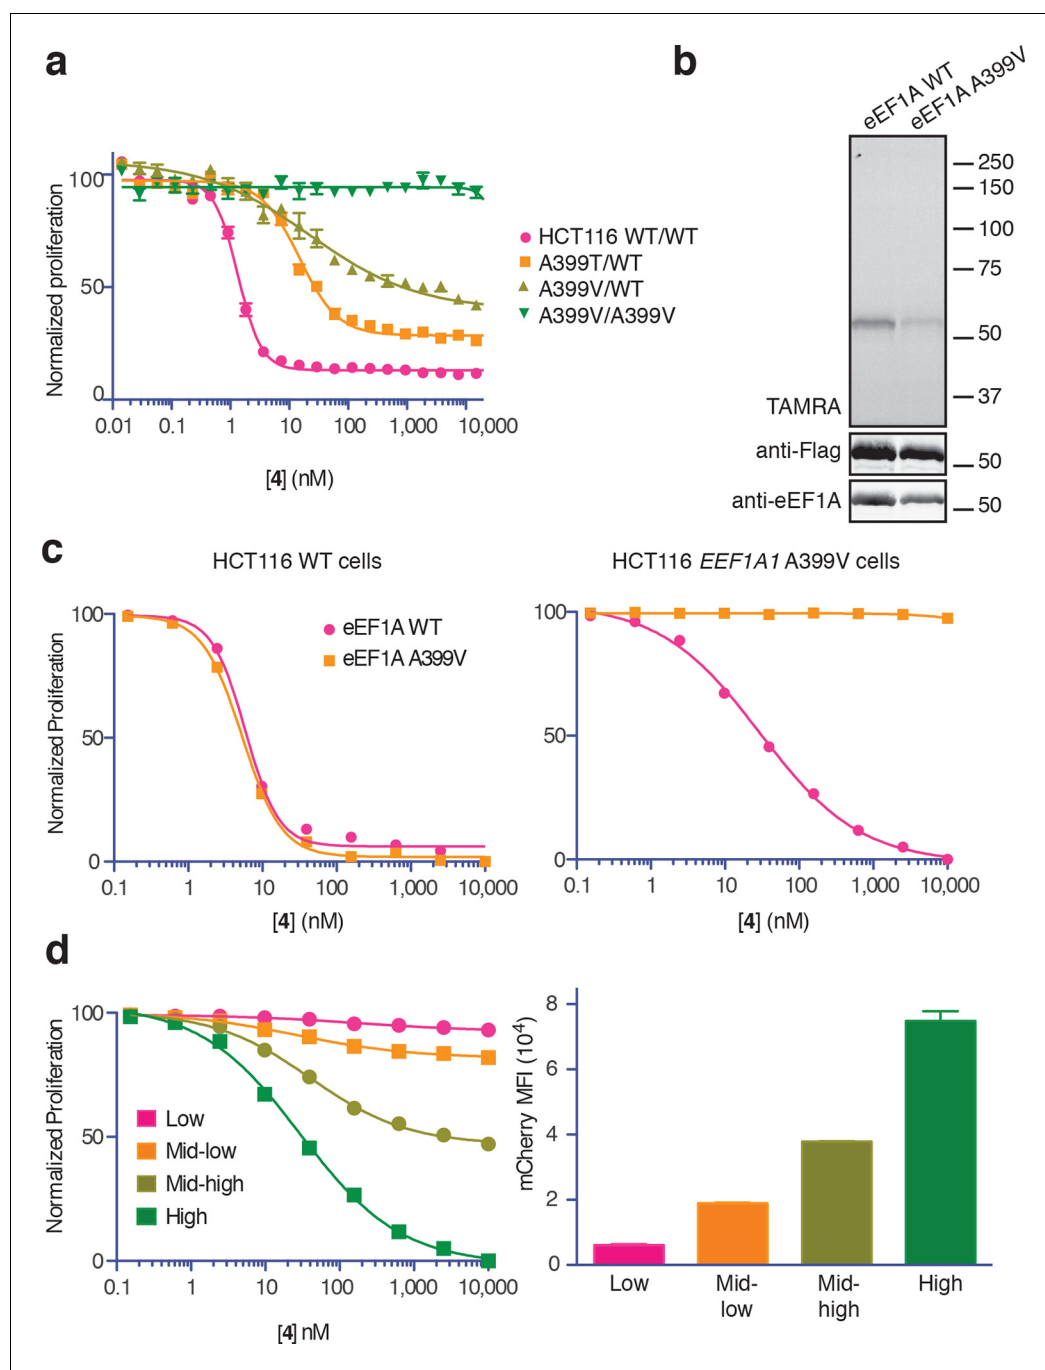 a
Normalized proliferation
100
50
0
0.01 0.1 1 10 100 1,000 10,000
[4] (nM)
HCT116 WT/WT
A399T/WT
A399V/WT
A399V/A399V
b
eEF1A WT
eEF1A A399V
250
150
100
75
50
37
TAMRA
anti-Flag
50
anti-eEF1A
50
c
HCT116 WT cells
Normalized Proliferation
100
50
0
0.1 1 10 100 1,000 10,000
[4] (nM)
eEF1A WT
eEF1A A399V
HCT116 EEF1A1 A399V cells
100
50
0
0.1 1 10 100 1,000 10,000
[4] (nM)
d
Normalized Proliferation
100
50
0
0.1 1 10 100 1,000 10,000
[4] nM
Low
Mid-low
Mid-high
High
mCherry MFI (10⁴)
8
6
4
2
0
Low
Mid-
low
Mid-
high
High